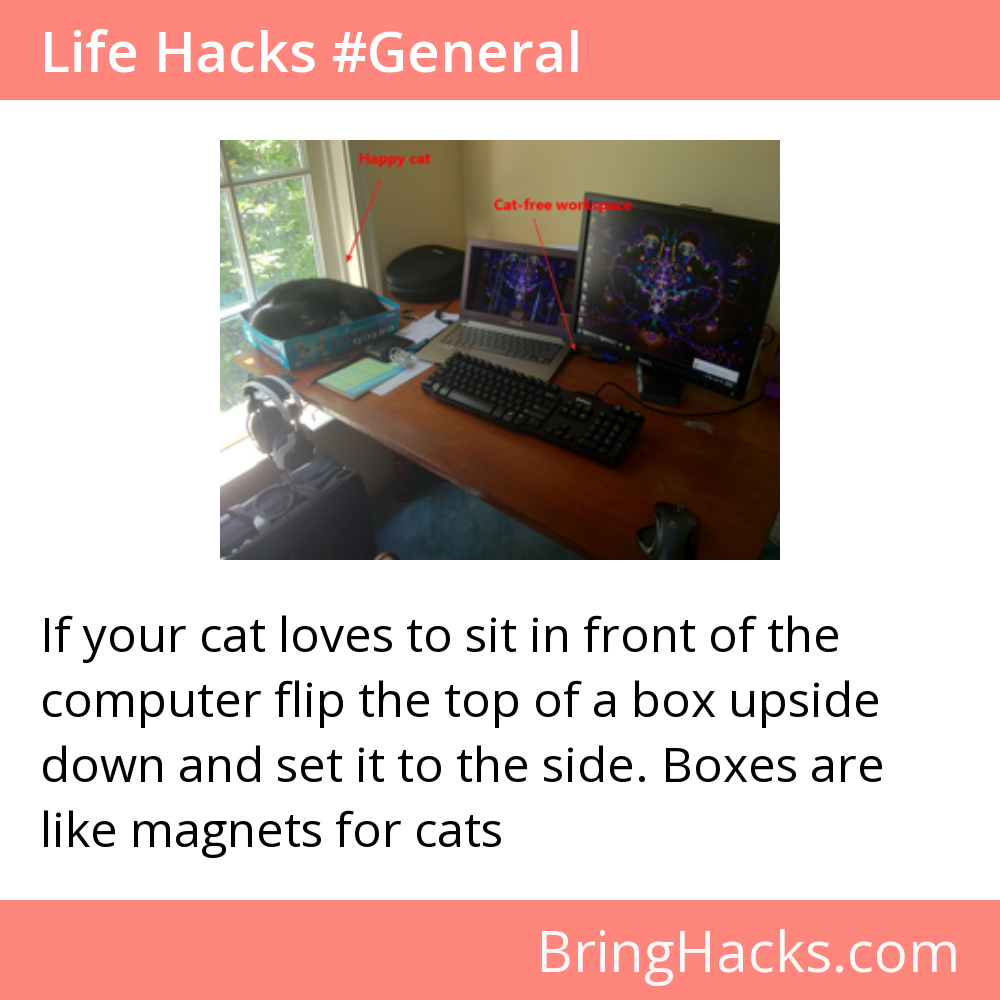 Life Hacks #General
Happy cat
Cat-free workspace
If your cat loves to sit in front of the
computer flip the top of a box upside
down and set it to the side. Boxes are
like magnets for cats
BringHacks.com